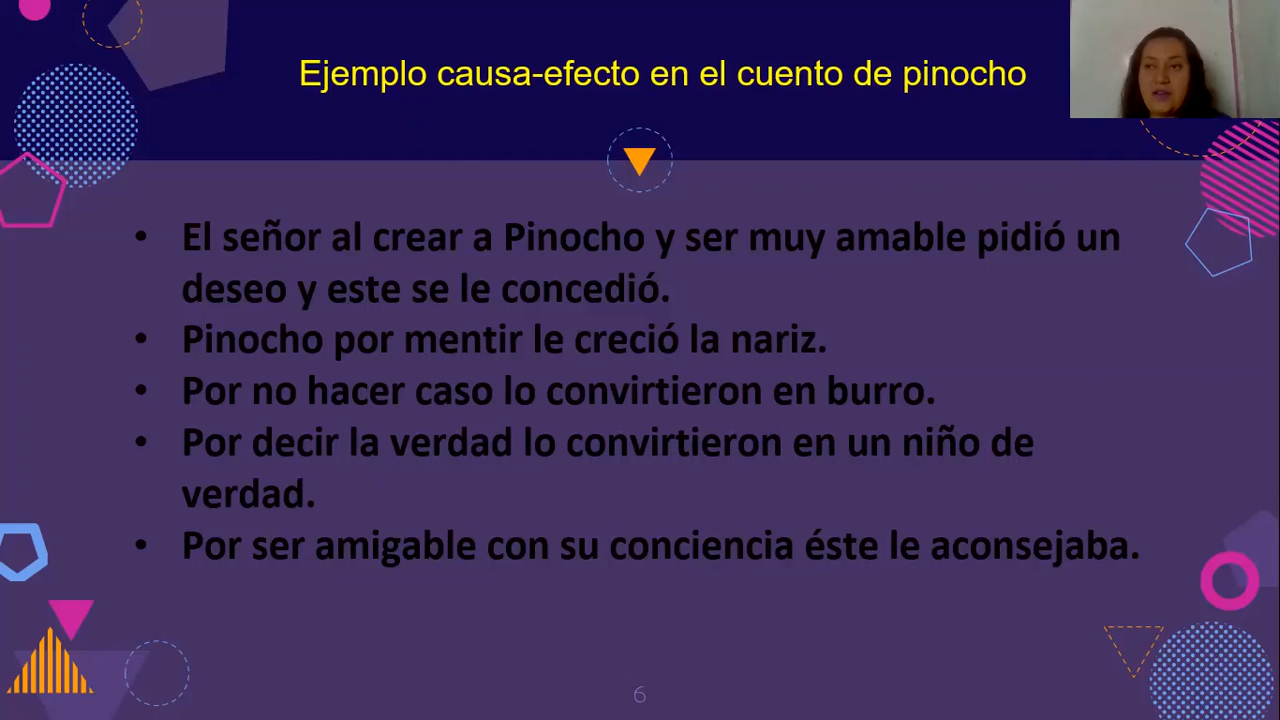 Ejemplo causa-efecto en el cuento de pinocho
• El señor al crear a Pinocho y ser muy amable pidió un
deseo y este se le concedió.
• Pinocho por mentir le creció la nariz.
• Por no hacer caso lo convirtieron en burro.
• Por decir la verdad lo convirtieron en un niño de
verdad.
• Por ser amigable con su conciencia éste le aconsejaba.
6